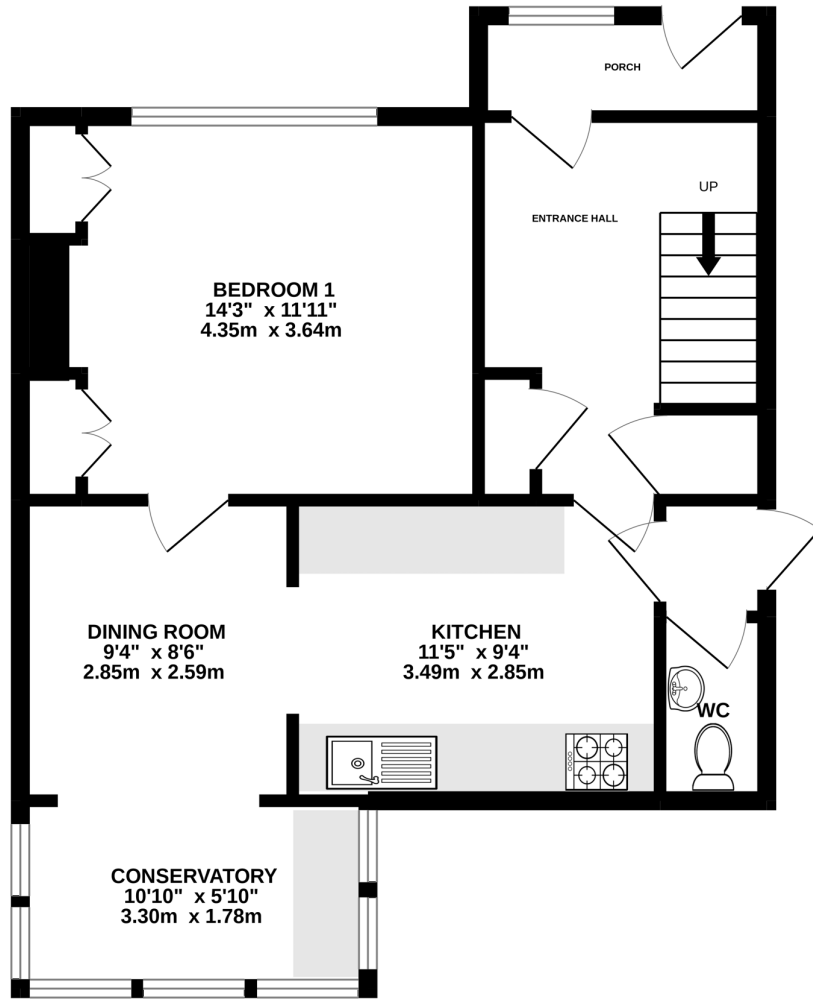 PORCH
UP
ENTRANCE HALL
BEDROOM 1
14'3" x 11'11"
4.35m x 3.64m
DINING ROOM
9'4" x 8'6"
2.85m x 2.59m
KITCHEN
11'5" x 9'4"
3.49m x 2.85m
WC
CONSERVATORY
10'10" x 5'10"
3.30m x 1.78m